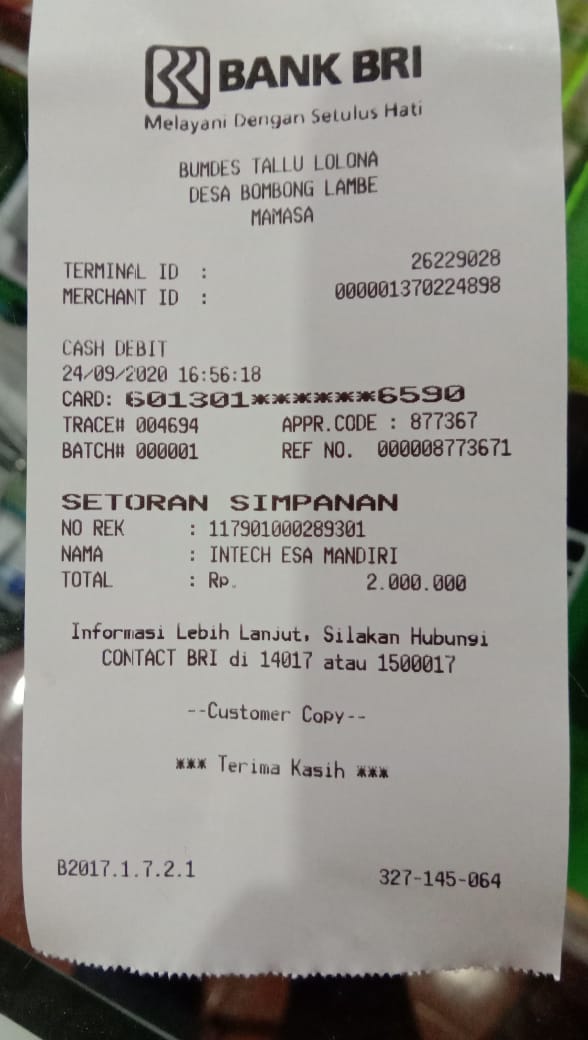 BANK BRI
Melayani Dengan Setulus Hati
BUMDES TALLU LOLONA
DESA BOMBONG LAMBE
MAMASA
TERMINAL ID : 26229028
MERCHANT ID : 000001370224898
CASH DEBIT
24/09/2020 16:56:18
CARD: 601301******6590
TRACE# 004694 APPR.CODE : 877367
BATCH# 000001 REF NO. 000008773671
SETORAN SIMPANAN
NO REK : 117901000289301
NAMA : INTECH ESA MANDIRI
TOTAL : Rp. 2.000.000
Informasi Lebih Lanjut, Silakan Hubungi
CONTACT BRI di 14017 atau 1500017
--Customer Copy--
*** Terima Kasih ***
B2017.1.7.2.1 327-145-064